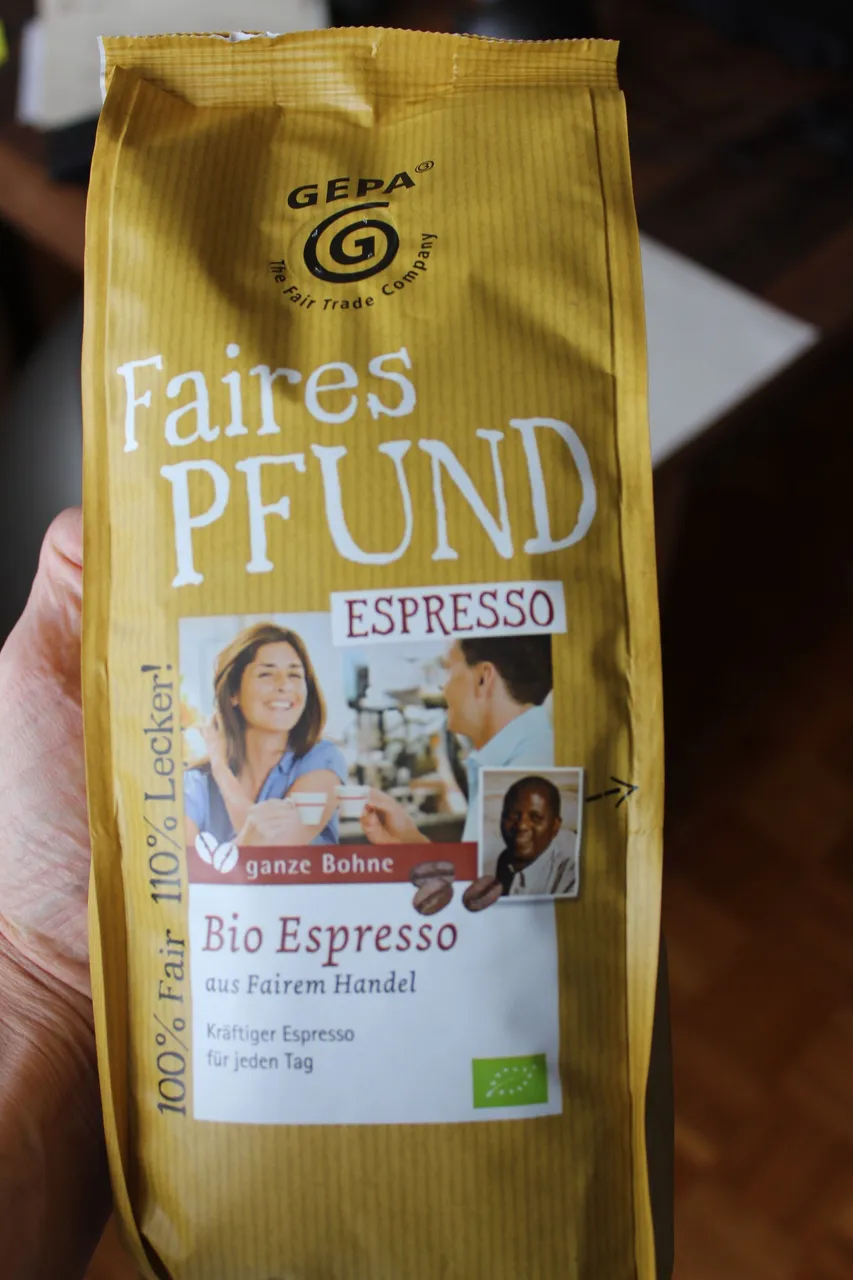 GEPA
G
The Fair Trade Company
Faires
PFUND
ESPRESSO
100% Fair 110% Lecker!
ganze Bohne
Bio Espresso
aus Fairem Handel
Kräftiger Espresso
für jeden Tag